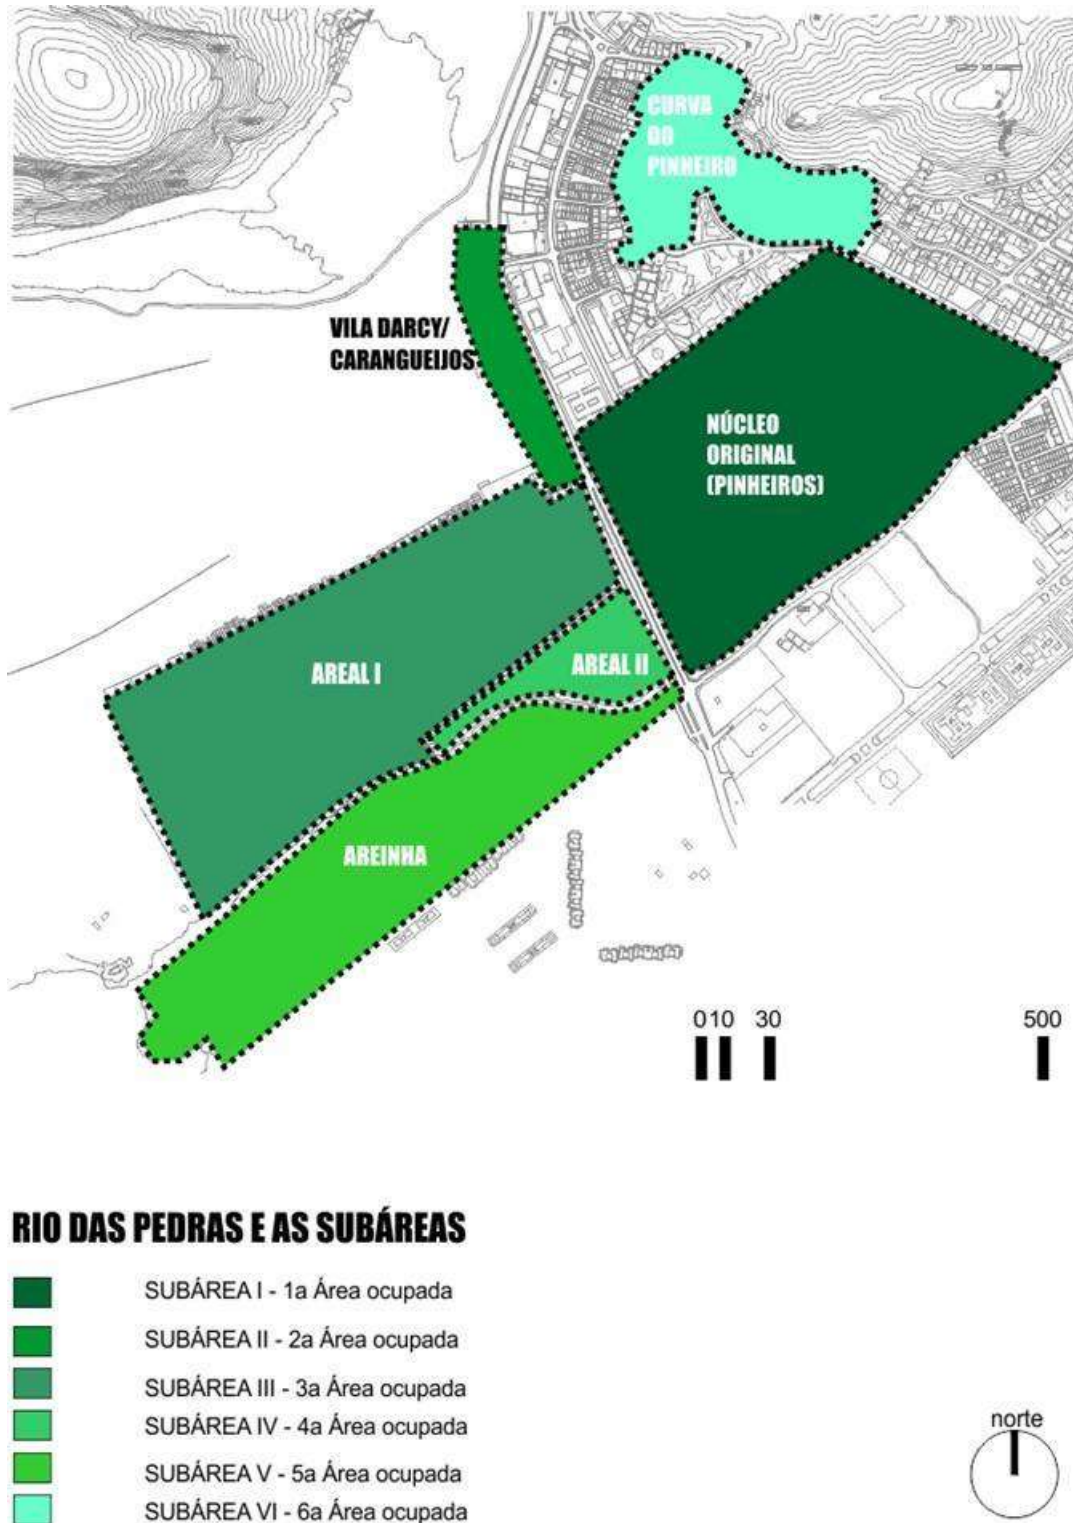 CURVA
DO
PINHEIRO
VILA DARCY/
CARANGUEIJOS
NÚCLEO
ORIGINAL
(PINHEIROS)
AREAL I
AREAL II
AREINHA
0 10 30 500
RIO DAS PEDRAS E AS SUBÁREAS
SUBÁREA I - 1a Área ocupada
SUBÁREA II - 2a Área ocupada
SUBÁREA III - 3a Área ocupada
SUBÁREA IV - 4a Área ocupada
SUBÁREA V - 5a Área ocupada
SUBÁREA VI - 6a Área ocupada
norte